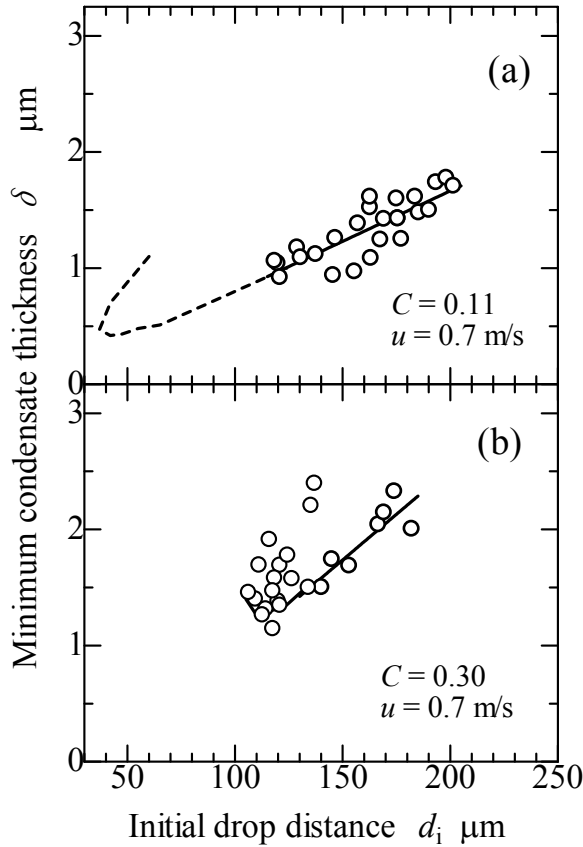 3
(a)
2
1
C = 0.11
u = 0.7 m/s
0
3
(b)
2
1
C = 0.30
u = 0.7 m/s
0
50 100 150 200 250
Initial drop distance di μm
Minimum condensate thickness δ μm